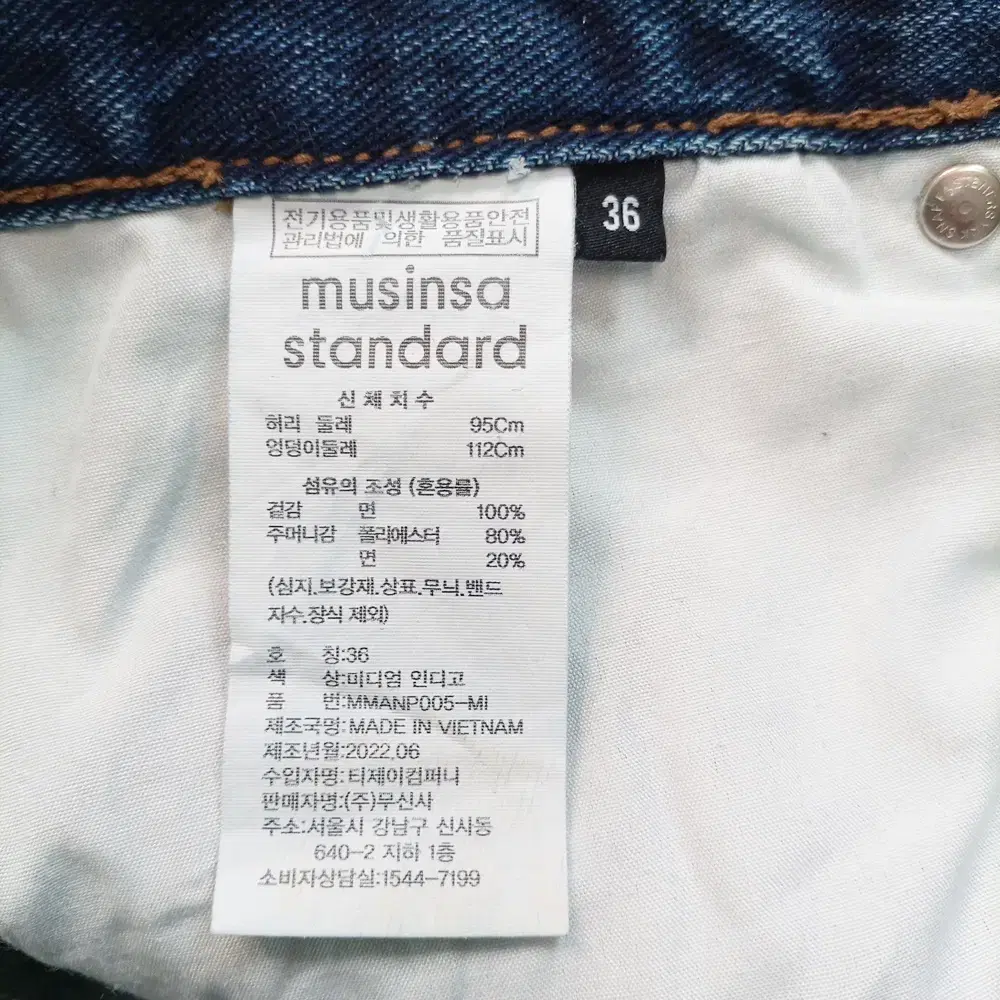 전기용품및생활용품안전
관리법에 의한 품질표시
36
musinsa
standard
신체치수
허리 둘레 95Cm
엉덩이둘레 112Cm
섬유의 조성 (혼용률)
겉감 면 100%
주머니감 폴리에스터 80%
면 20%
(심지.보강재.상표.무늬.밴드
자수.장식 제외)
호 칭:36
색 상:미디엄 인디고
품 번:MMANP005-MI
제조국명:MADE IN VIETNAM
제조년월:2022.06
수입자명:티제이컴퍼니
판매자명:(주)무신사
주소:서울시 강남구 신사동
640-2 지하 1층
소비자상담실:1544-7199